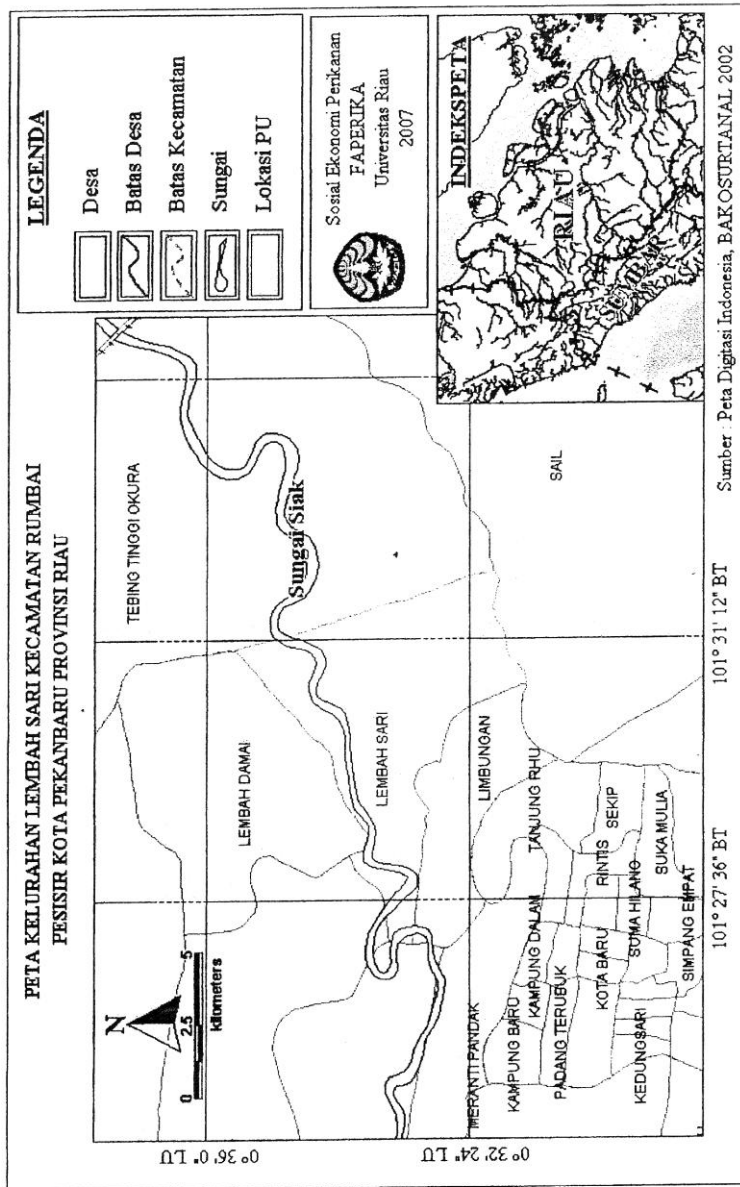 PETA KELURAHAN LEMBAH SARI KECAMATAN RUMBAI
PESISIR KOTA PEKANBARU PROVINSI RIAU
N
0 2.5 5
kilometers
TEBING TINGGI OKURA
LEMBAH DAMAI
Sungai Siak
LEMBAH SARI
LIMBUNGAN
SAIL
MERANTI PANDAK
KAMPUNG BARU
KAMPUNG DALAM
TANJUNG RHU
PADANG TERUBUK
KOTA BARU
RINTIS
SEKIP
KEDUNGSARI
SUMA HILANG
SUKA MULIA
SIMPANG EMPAT
0° 36' 0" LU
0° 32' 24" LU
101° 27' 36" BT
101° 31' 12" BT
LEGENDA
Desa
Batas Desa
Batas Kecamatan
Sungai
Lokasi PU
Sosial Ekonomi Perikanan
FAPERIKA
Universitas Riau
2007
INDEKSPETA
RIAU
SUMBAR
Sumber : Peta Digitasi Indonesia, BAKOSURTANAL 2002